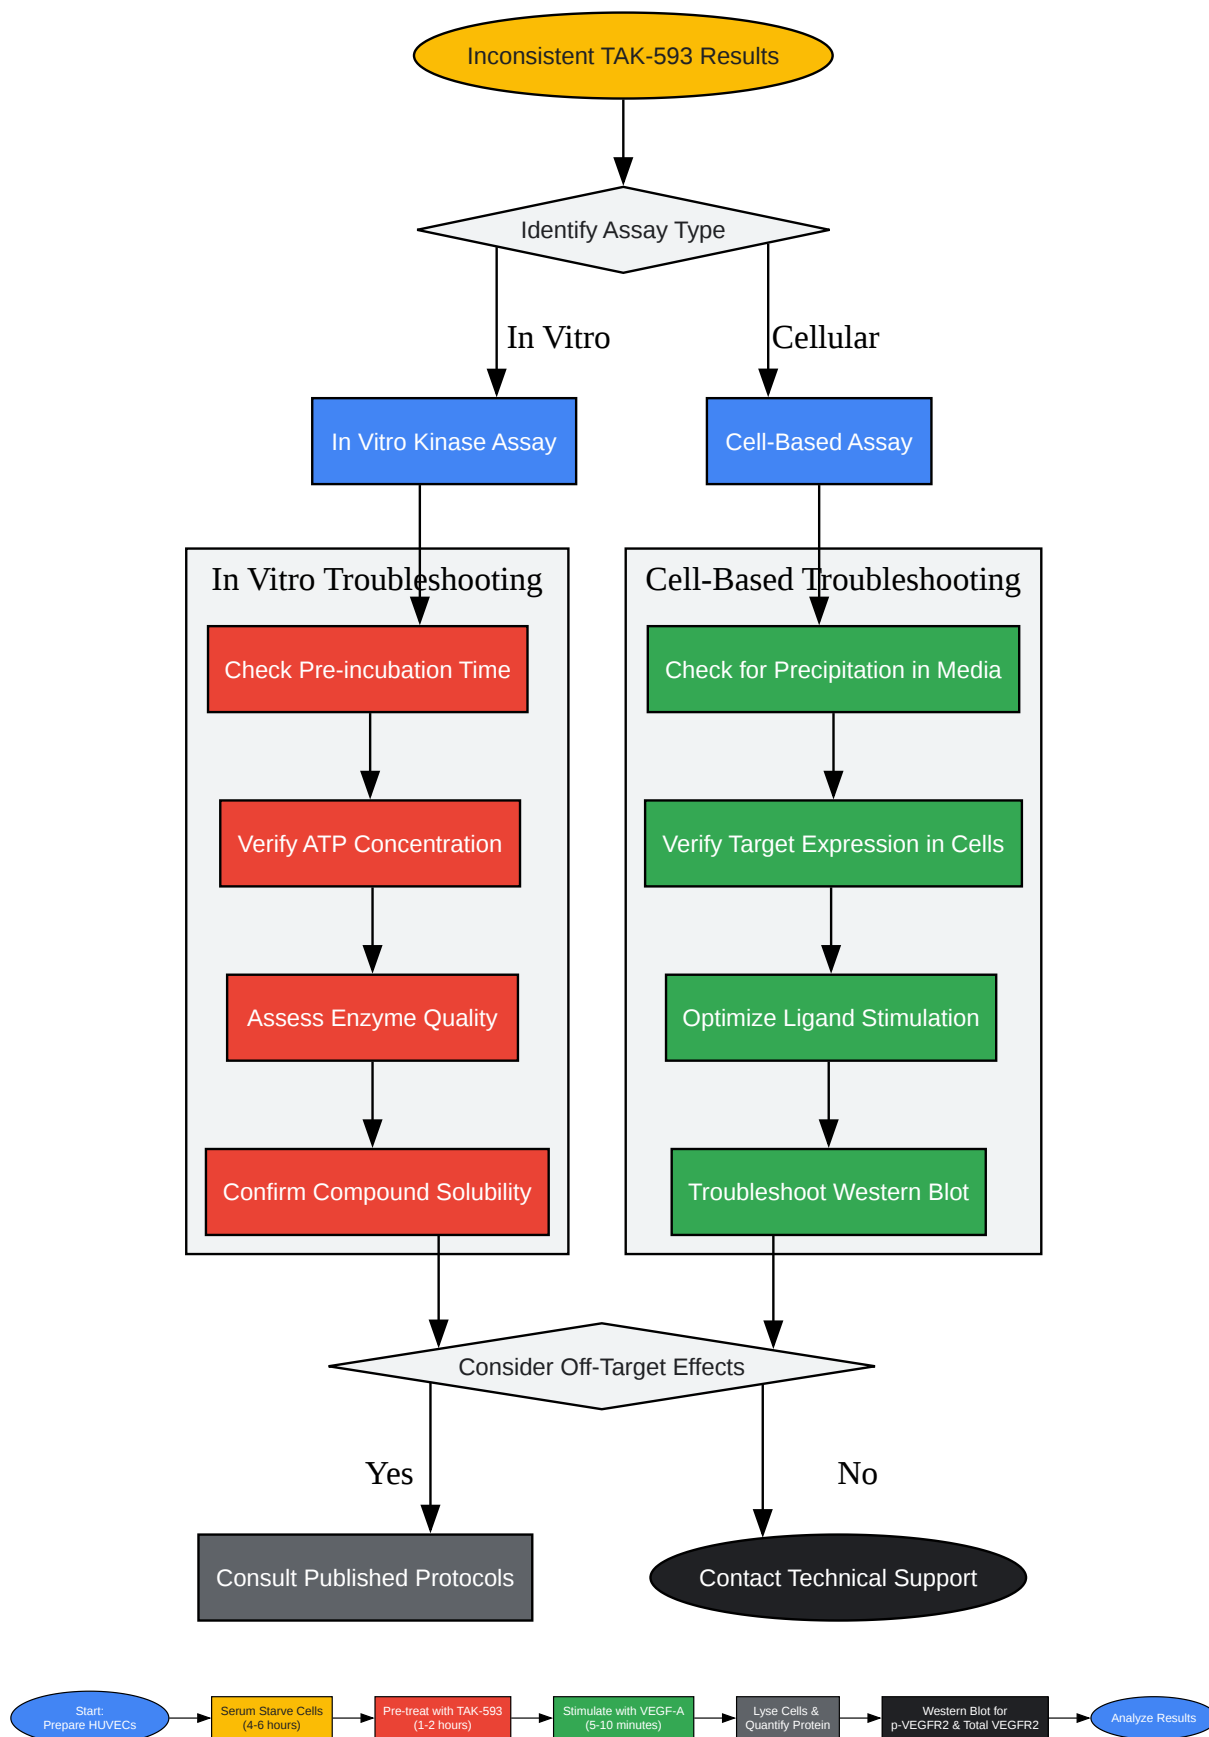 Inconsistent TAK-593 Results
Identify Assay Type
In Vitro
Cellular
In Vitro Kinase Assay
Cell-Based Assay
In Vitro Troubleshooting
Cell-Based Troubleshooting
Check Pre-incubation Time
Check for Precipitation in Media
Verify ATP Concentration
Verify Target Expression in Cells
Assess Enzyme Quality
Optimize Ligand Stimulation
Confirm Compound Solubility
Troubleshoot Western Blot
Consider Off-Target Effects
Yes
No
Consult Published Protocols
Contact Technical Support
Start:
Prepare HUVECs
Serum Starve Cells
(4-6 hours)
Pre-treat with TAK-593
(1-2 hours)
Stimulate with VEGF-A
(5-10 minutes)
Lyse Cells &
Quantify Protein
Western Blot for
p-VEGFR2 & Total VEGFR2
Analyze Results